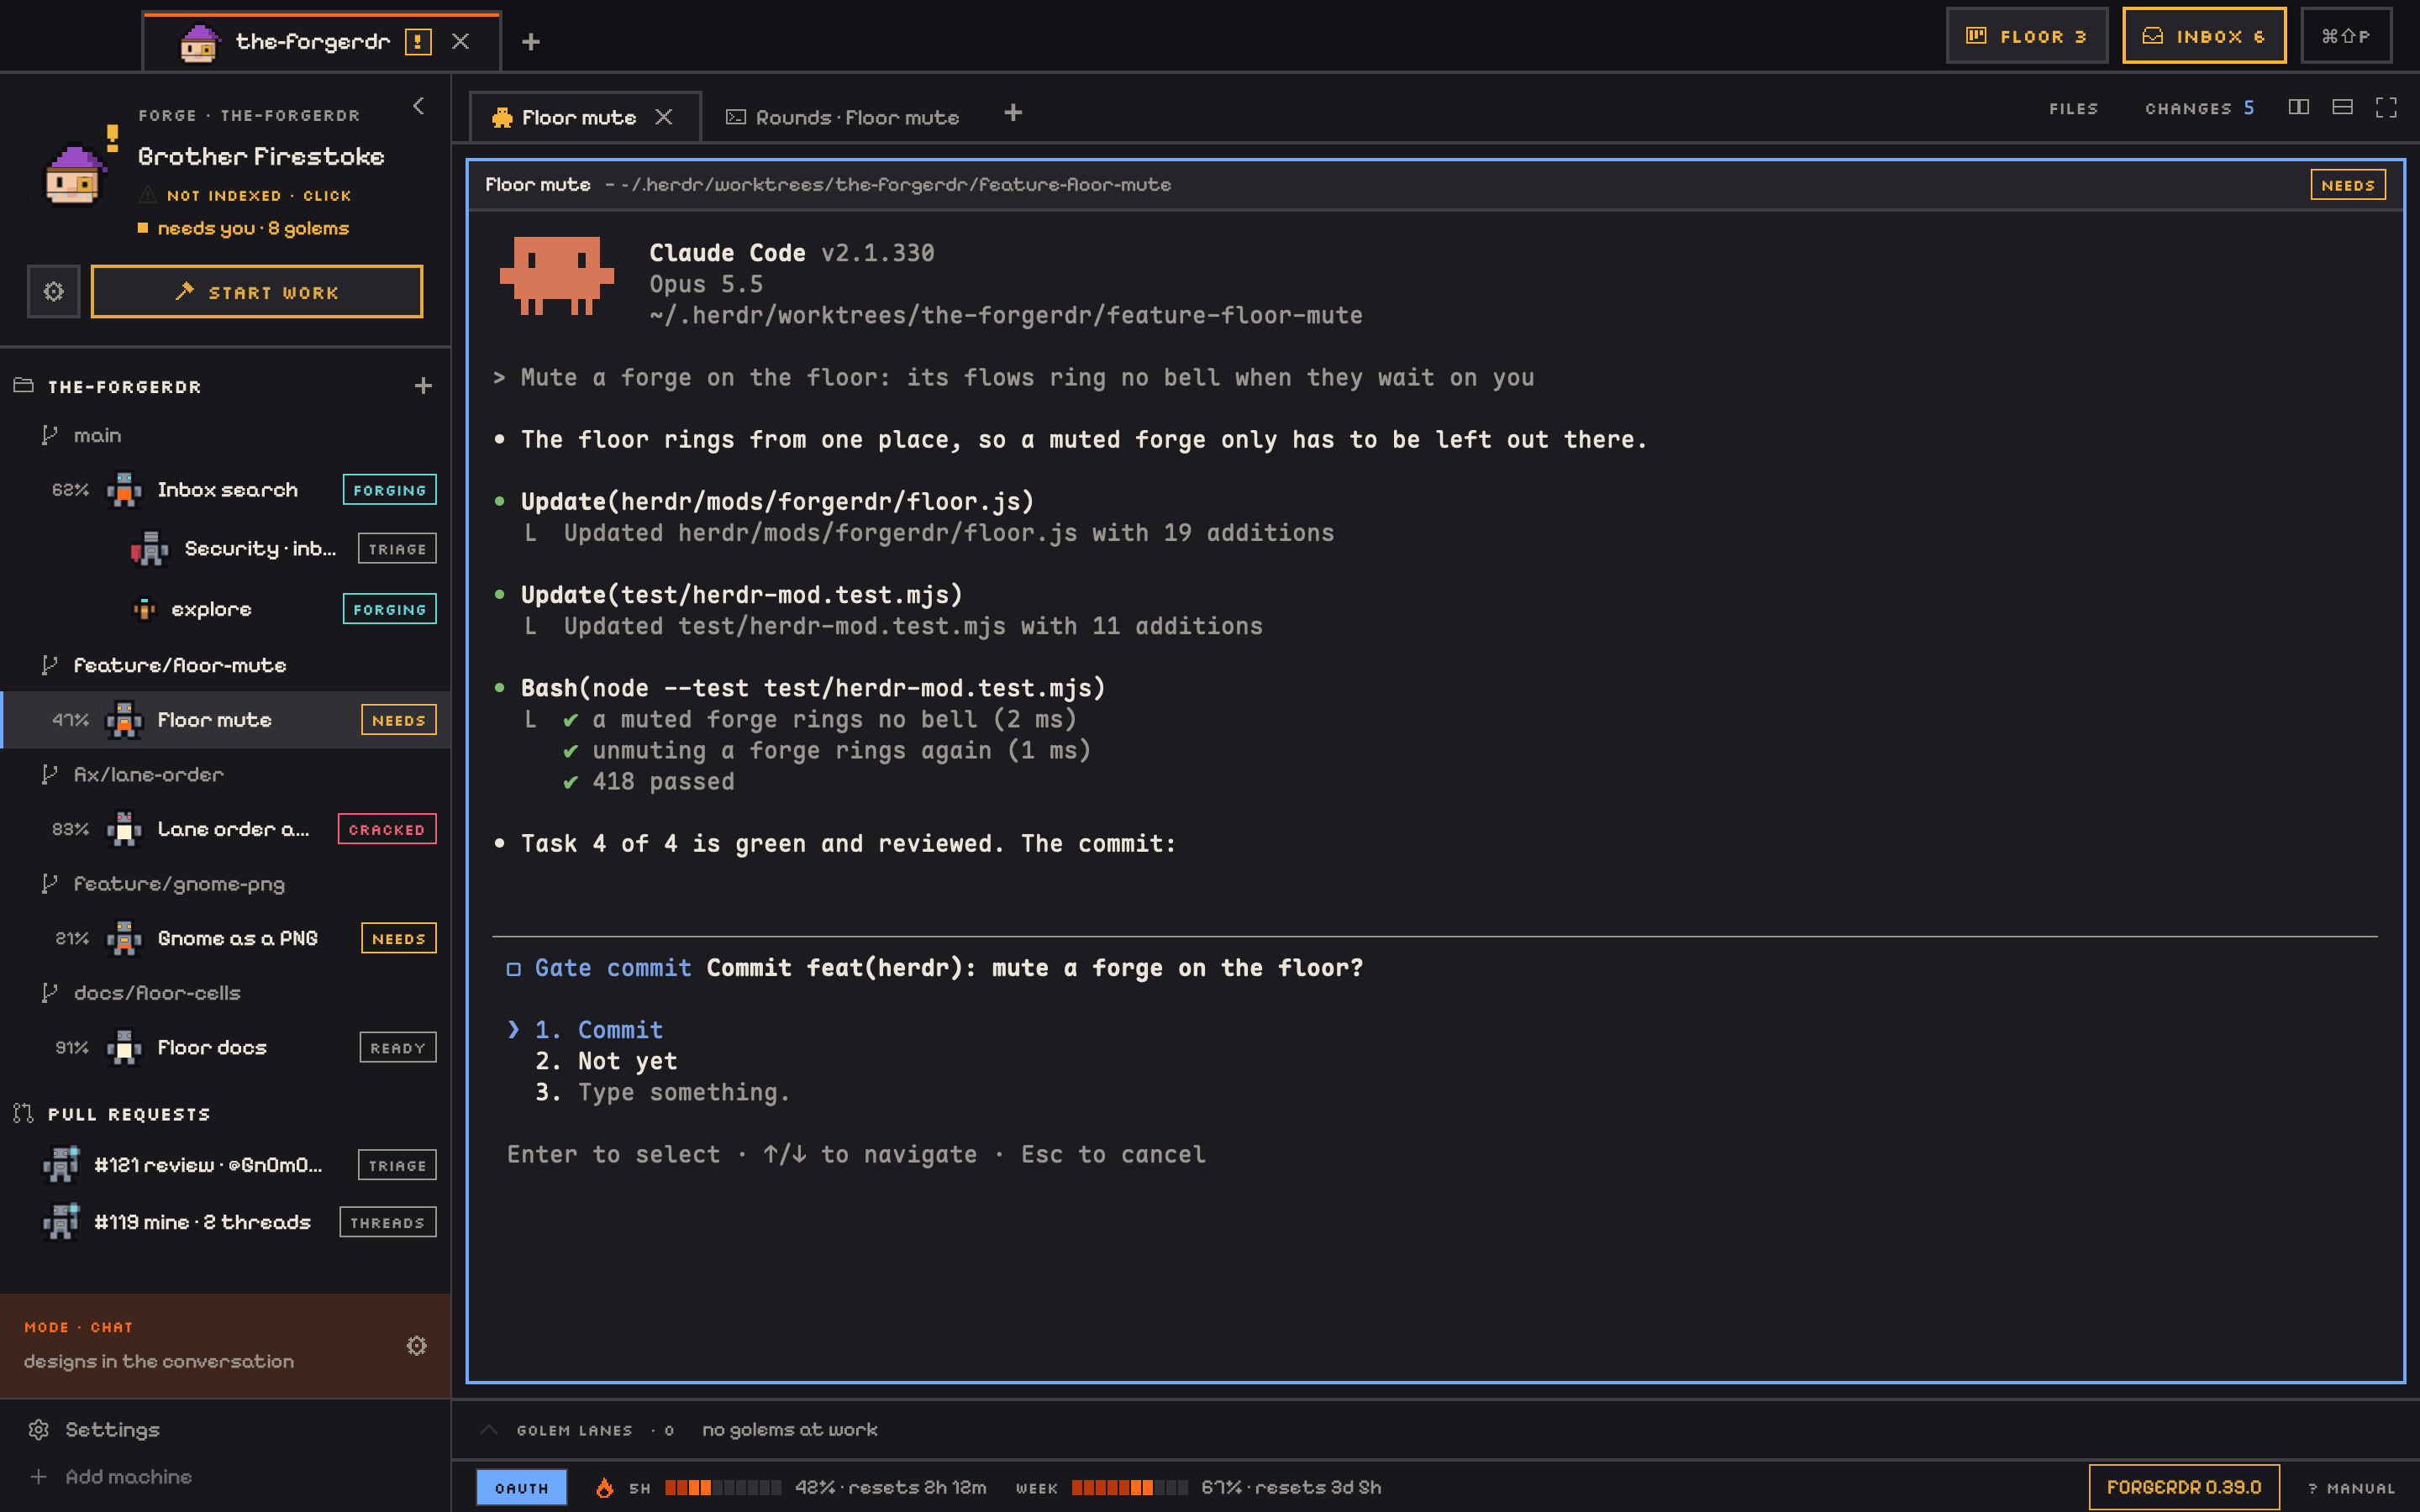 the-forgerdr !
FLOOR 3
INBOX 6
⌘⇧P
FORGE · THE-FORGERDR
Brother Firestoke
NOT INDEXED · CLICK
needs you · 8 golems
START WORK
THE-FORGERDR
main
62% Inbox search FORGING
Security · inb... TRIAGE
explore FORGING
feature/floor-mute
47% Floor mute NEEDS
fix/lane-order
83% Lane order a... CRACKED
feature/gnome-png
21% Gnome as a PNG NEEDS
docs/floor-cells
91% Floor docs READY
PULL REQUESTS
#121 review · @Gn0m0... TRIAGE
#119 mine · 2 threads THREADS
MODE · CHAT
designs in the conversation
Settings
+ Add machine
Floor mute
Rounds · Floor mute
FILES
CHANGES 5
Floor mute - ~/.herdr/worktrees/the-forgerdr/feature-floor-mute NEEDS
Claude Code v2.1.330
Opus 5.5
~/.herdr/worktrees/the-forgerdr/feature-floor-mute
> Mute a forge on the floor: its flows ring no bell when they wait on you
• The floor rings from one place, so a muted forge only has to be left out there.
• Update(herdr/mods/forgerdr/floor.js)
L Updated herdr/mods/forgerdr/floor.js with 19 additions
• Update(test/herdr-mod.test.mjs)
L Updated test/herdr-mod.test.mjs with 11 additions
• Bash(node --test test/herdr-mod.test.mjs)
L ✔ a muted forge rings no bell (2 ms)
✔ unmuting a forge rings again (1 ms)
✔ 418 passed
• Task 4 of 4 is green and reviewed. The commit:
□ Gate commit Commit feat(herdr): mute a forge on the floor?
❯ 1. Commit
2. Not yet
3. Type something.
Enter to select · ↑/↓ to navigate · Esc to cancel
GOLEM LANES · 0 no golems at work
OAUTH 5H 42% · resets 2h 12m WEEK 67% · resets 3d 8h
FORGERDR 0.39.0
? MANUAL